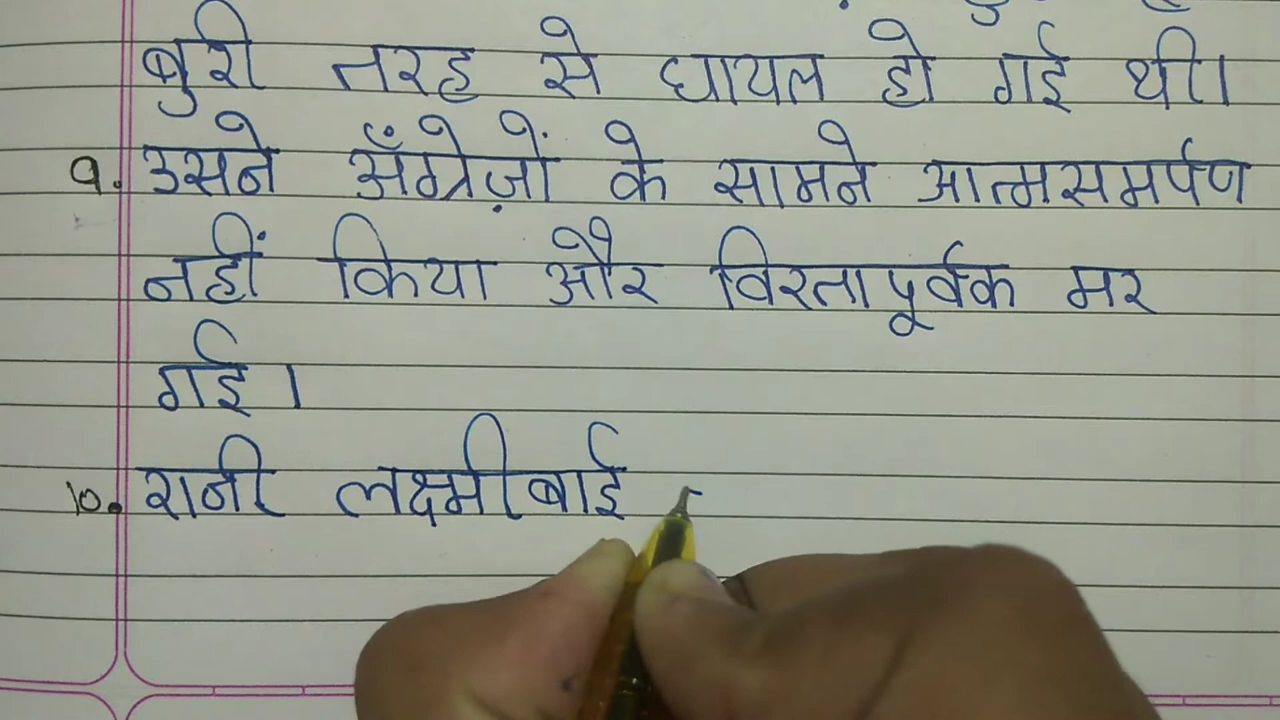 बुरी तरह से घायल हो गई थी।
9. उसने अँग्रेज़ों के सामने आत्मसमर्पण
नहीं किया और विरतापूर्वक मर
गई।
10. रानी लक्ष्मीबाई